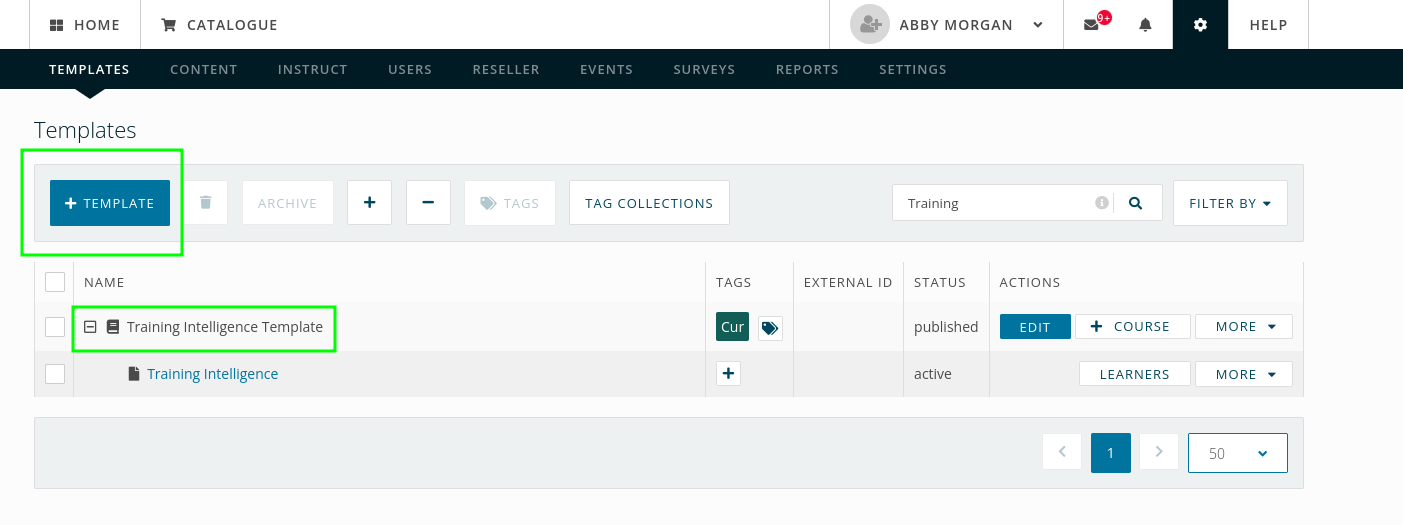 HOME CATALOGUE ABBY MORGAN 9+ HELP
TEMPLATES CONTENT INSTRUCT USERS RESELLER EVENTS SURVEYS REPORTS SETTINGS
Templates
+ TEMPLATE ARCHIVE + − TAGS TAG COLLECTIONS Training FILTER BY
NAME TAGS EXTERNAL ID STATUS ACTIONS
Training Intelligence Template Cur published EDIT + COURSE MORE
Training Intelligence + active LEARNERS MORE
1 50